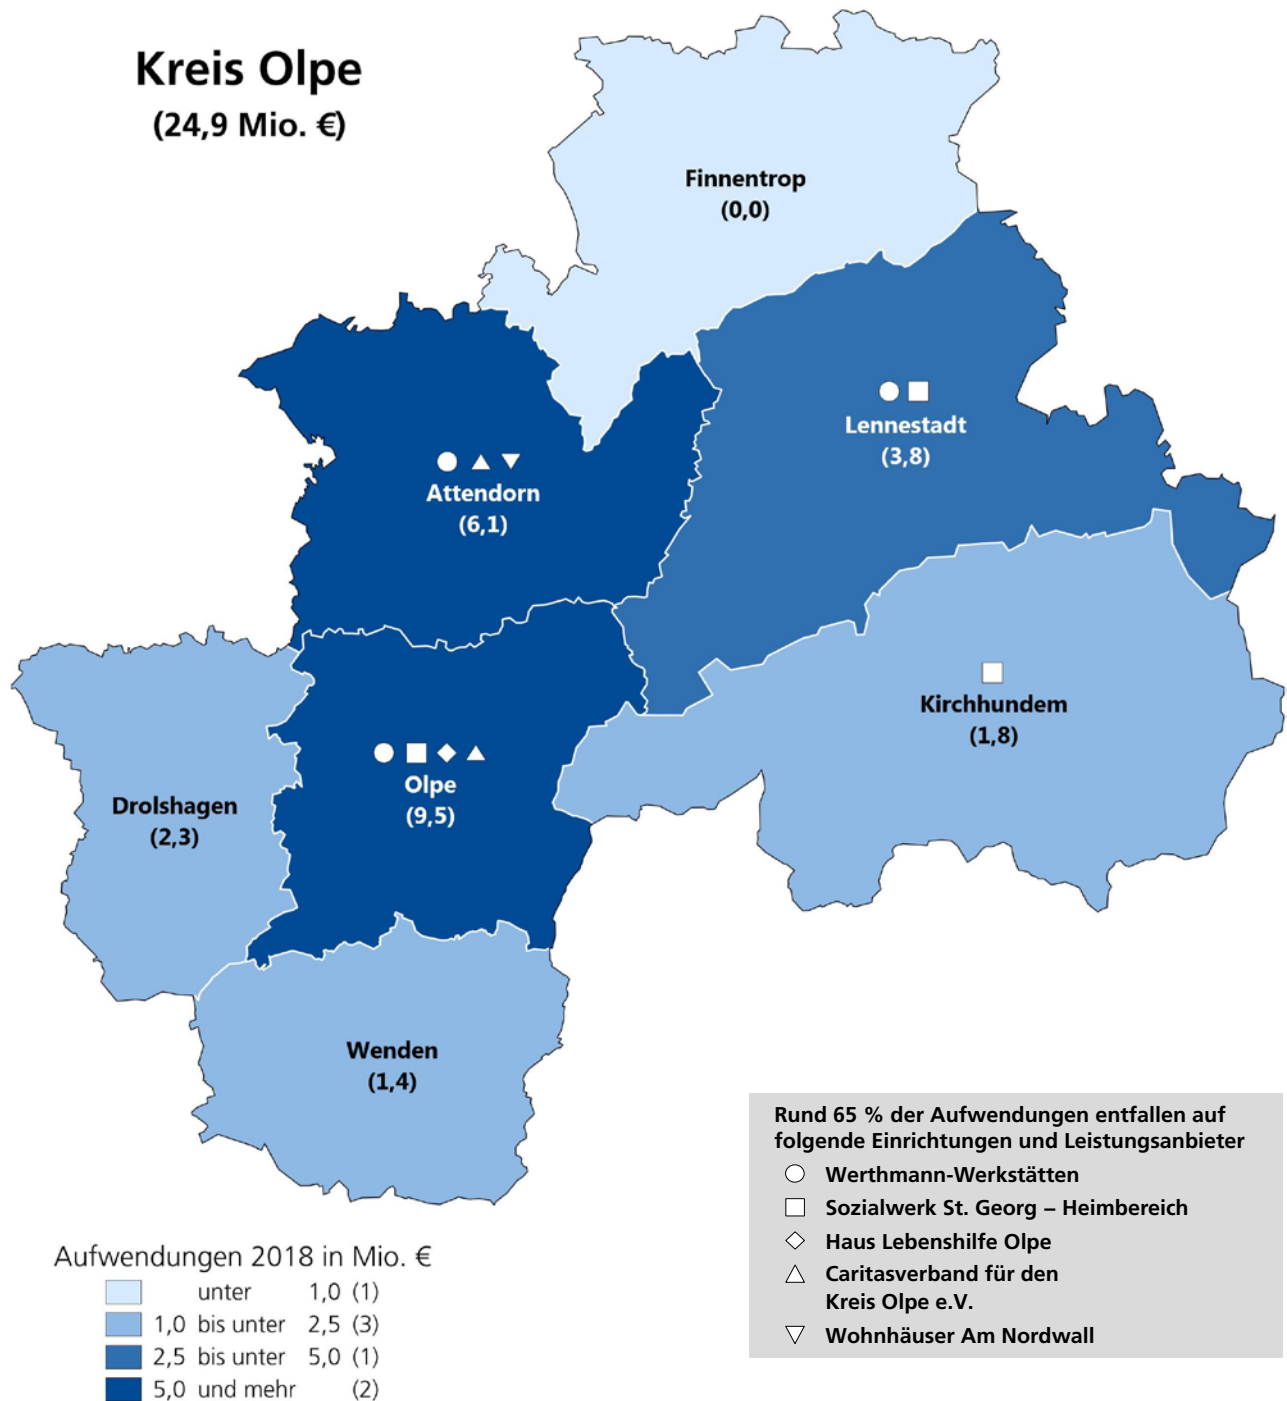 Kreis Olpe
(24,9 Mio. €)
Finnentrop
(0,0)
Lennestadt
(3,8)
Attendorn
(6,1)
Kirchhundem
(1,8)
Olpe
(9,5)
Drolshagen
(2,3)
Wenden
(1,4)
Rund 65 % der Aufwendungen entfallen auf
folgende Einrichtungen und Leistungsanbieter
Werthmann-Werkstätten
Sozialwerk St. Georg – Heimbereich
Haus Lebenshilfe Olpe
Caritasverband für den
Kreis Olpe e.V.
Wohnhäuser Am Nordwall
Aufwendungen 2018 in Mio. €
unter 1,0 (1)
1,0 bis unter 2,5 (3)
2,5 bis unter 5,0 (1)
5,0 und mehr (2)